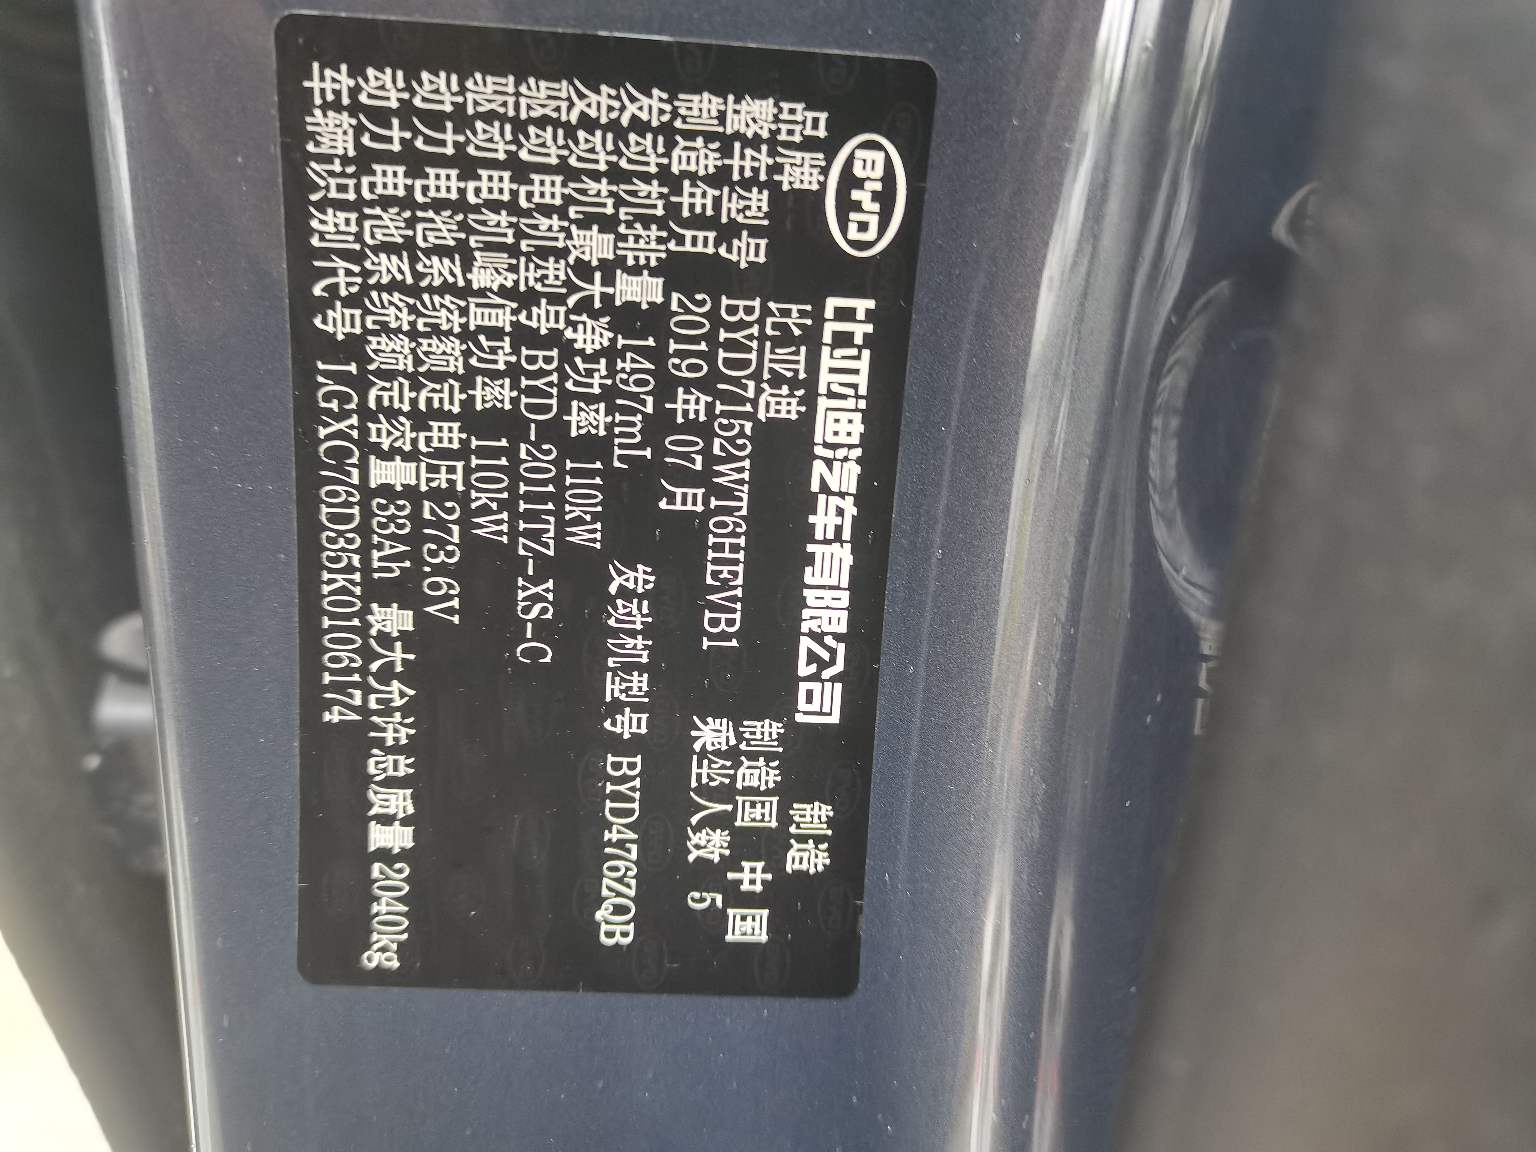 BYD 比亚迪汽车有限公司 制造
品牌 比亚迪 制造国 中国
整车型号 BYD7152WT6HEVB1 乘坐人数 5
制造年月 2019年07月
发动机排量 1497mL 发动机型号 BYD476ZQB
发动机最大净功率 110kW
驱动电机型号 BYD-2011TZ-XS-C
驱动电机峰值功率 110kW
动力电池系统额定电压 273.6V
动力电池系统额定容量 33Ah 最大允许总质量 2040kg
车辆识别代号 LGXC76D35K0106174